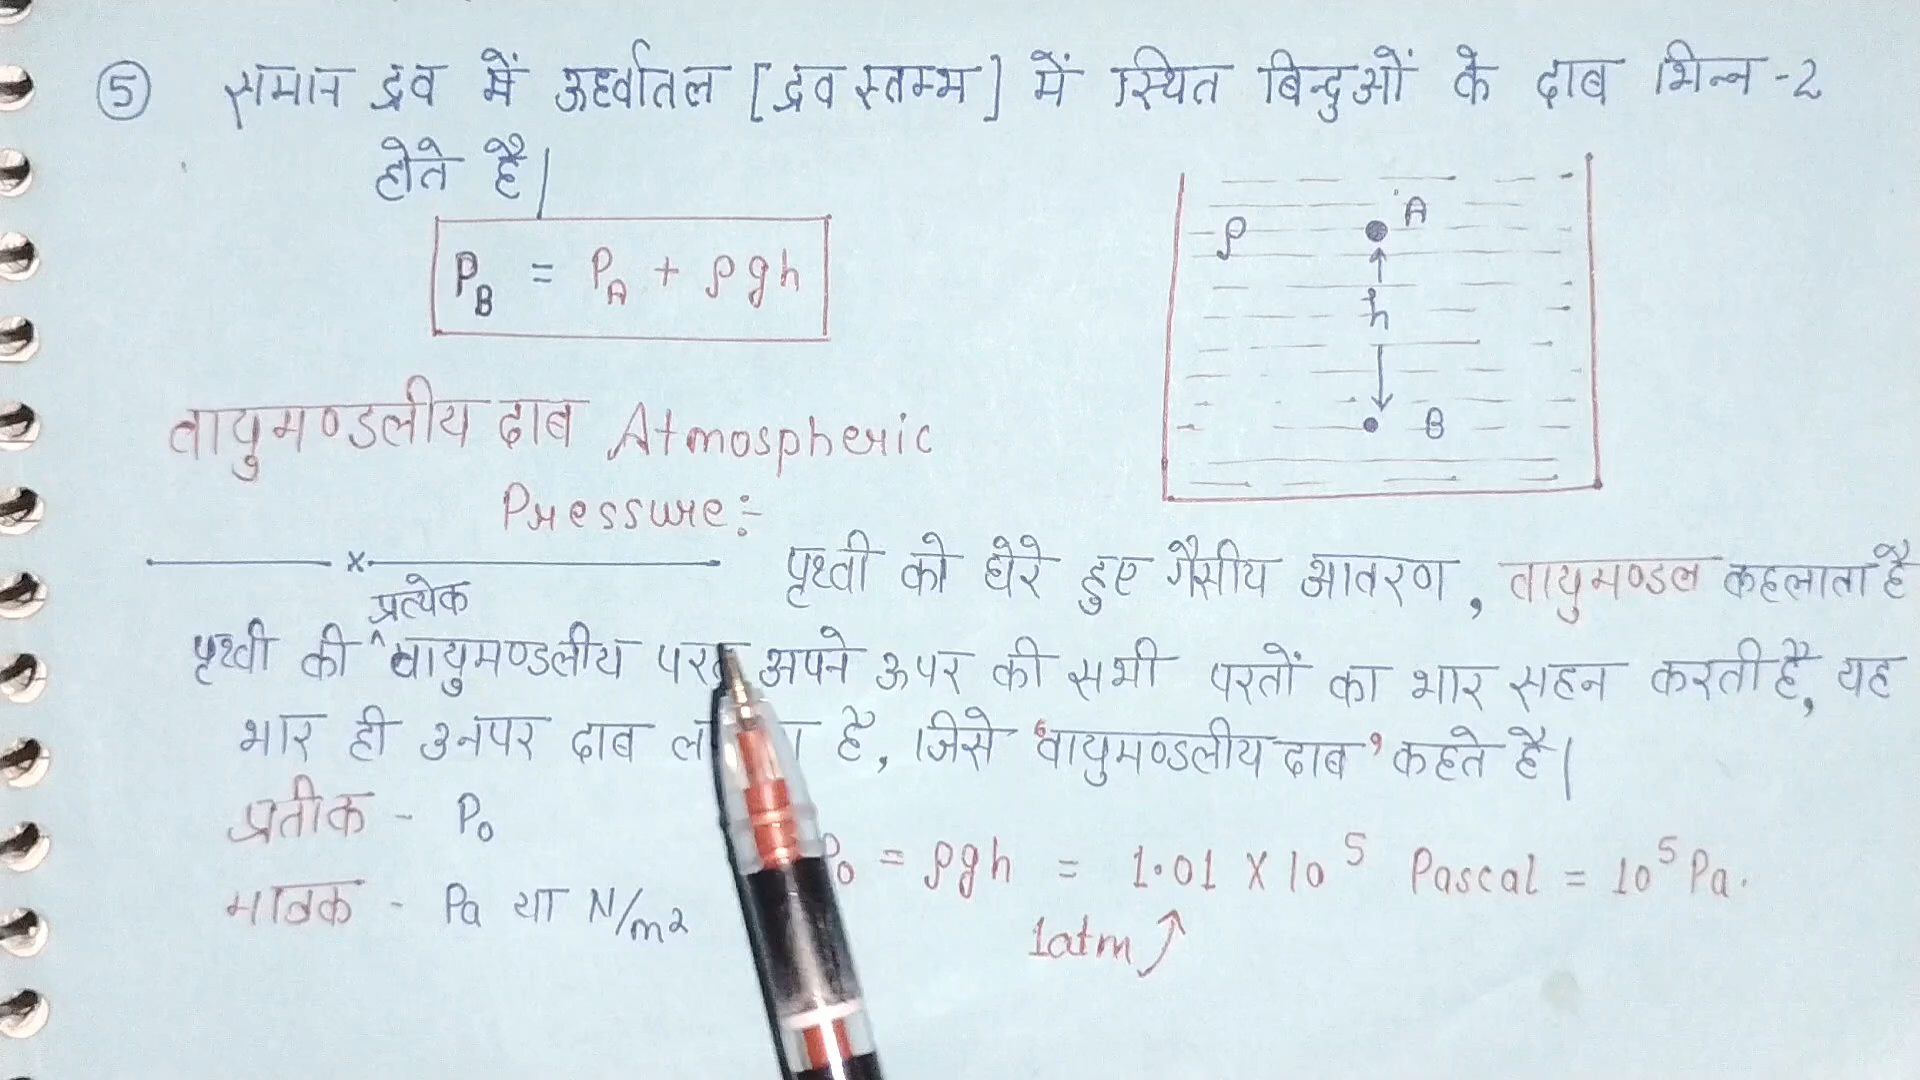 ⑤ समान द्रव में ऊर्ध्वातल [द्रव स्तम्भ] में स्थित बिन्दुओं के दाब भिन्न-2
होते है।
P_B = P_A + ρgh
A
ρ
h
B
वायुमण्डलीय दाब Atmospheric
Pressure:-
पृथ्वी को घेरे हुए गैसीय आवरण, वायुमण्डल कहलाता है
प्रत्येक
पृथ्वी की ^ वायुमण्डलीय परत अपने ऊपर की सभी परतों का भार सहन करती है, यह
भार ही उनपर दाब है, जिसे 'वायुमण्डलीय दाब' कहते है।
प्रतीक - P₀
P₀ = ρgh = 1.01 × 10⁵ Pascal = 10⁵ Pa.
मात्रक - Pa या N/m²
1atm ↑